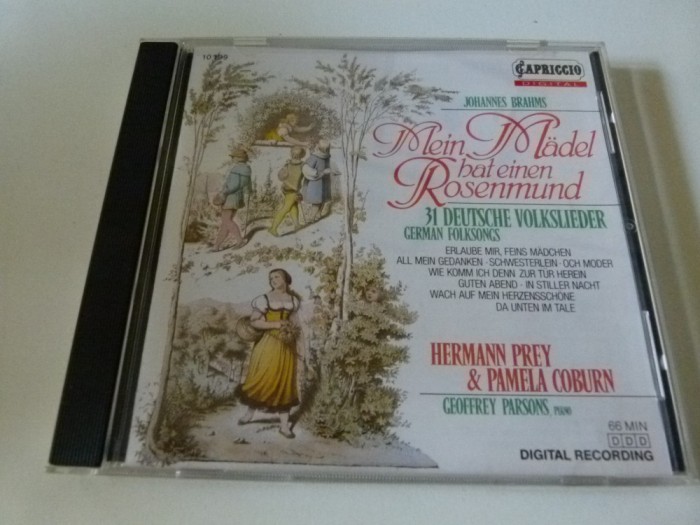 CAPRICCIO
DIGITAL
JOHANNES BRAHMS
Mein Mädel
hat einen
Rosenmund
31 DEUTSCHE VOLKSLIEDER
GERMAN FOLKSONGS
ERLAUBE MIR, FEINS MÄDCHEN
ALL MEIN GEDANKEN · SCHWESTERLEIN · OCH MODER
WIE KOMM ICH DENN ZUR TÜR HEREIN
GUTEN ABEND · IN STILLER NACHT
WACH AUF MEIN HERZENSSCHÖNE
DA UNTEN IM TALE
HERMANN PREY
& PAMELA COBURN
GEOFFREY PARSONS, PIANO
66 MIN
DDD
DIGITAL RECORDING